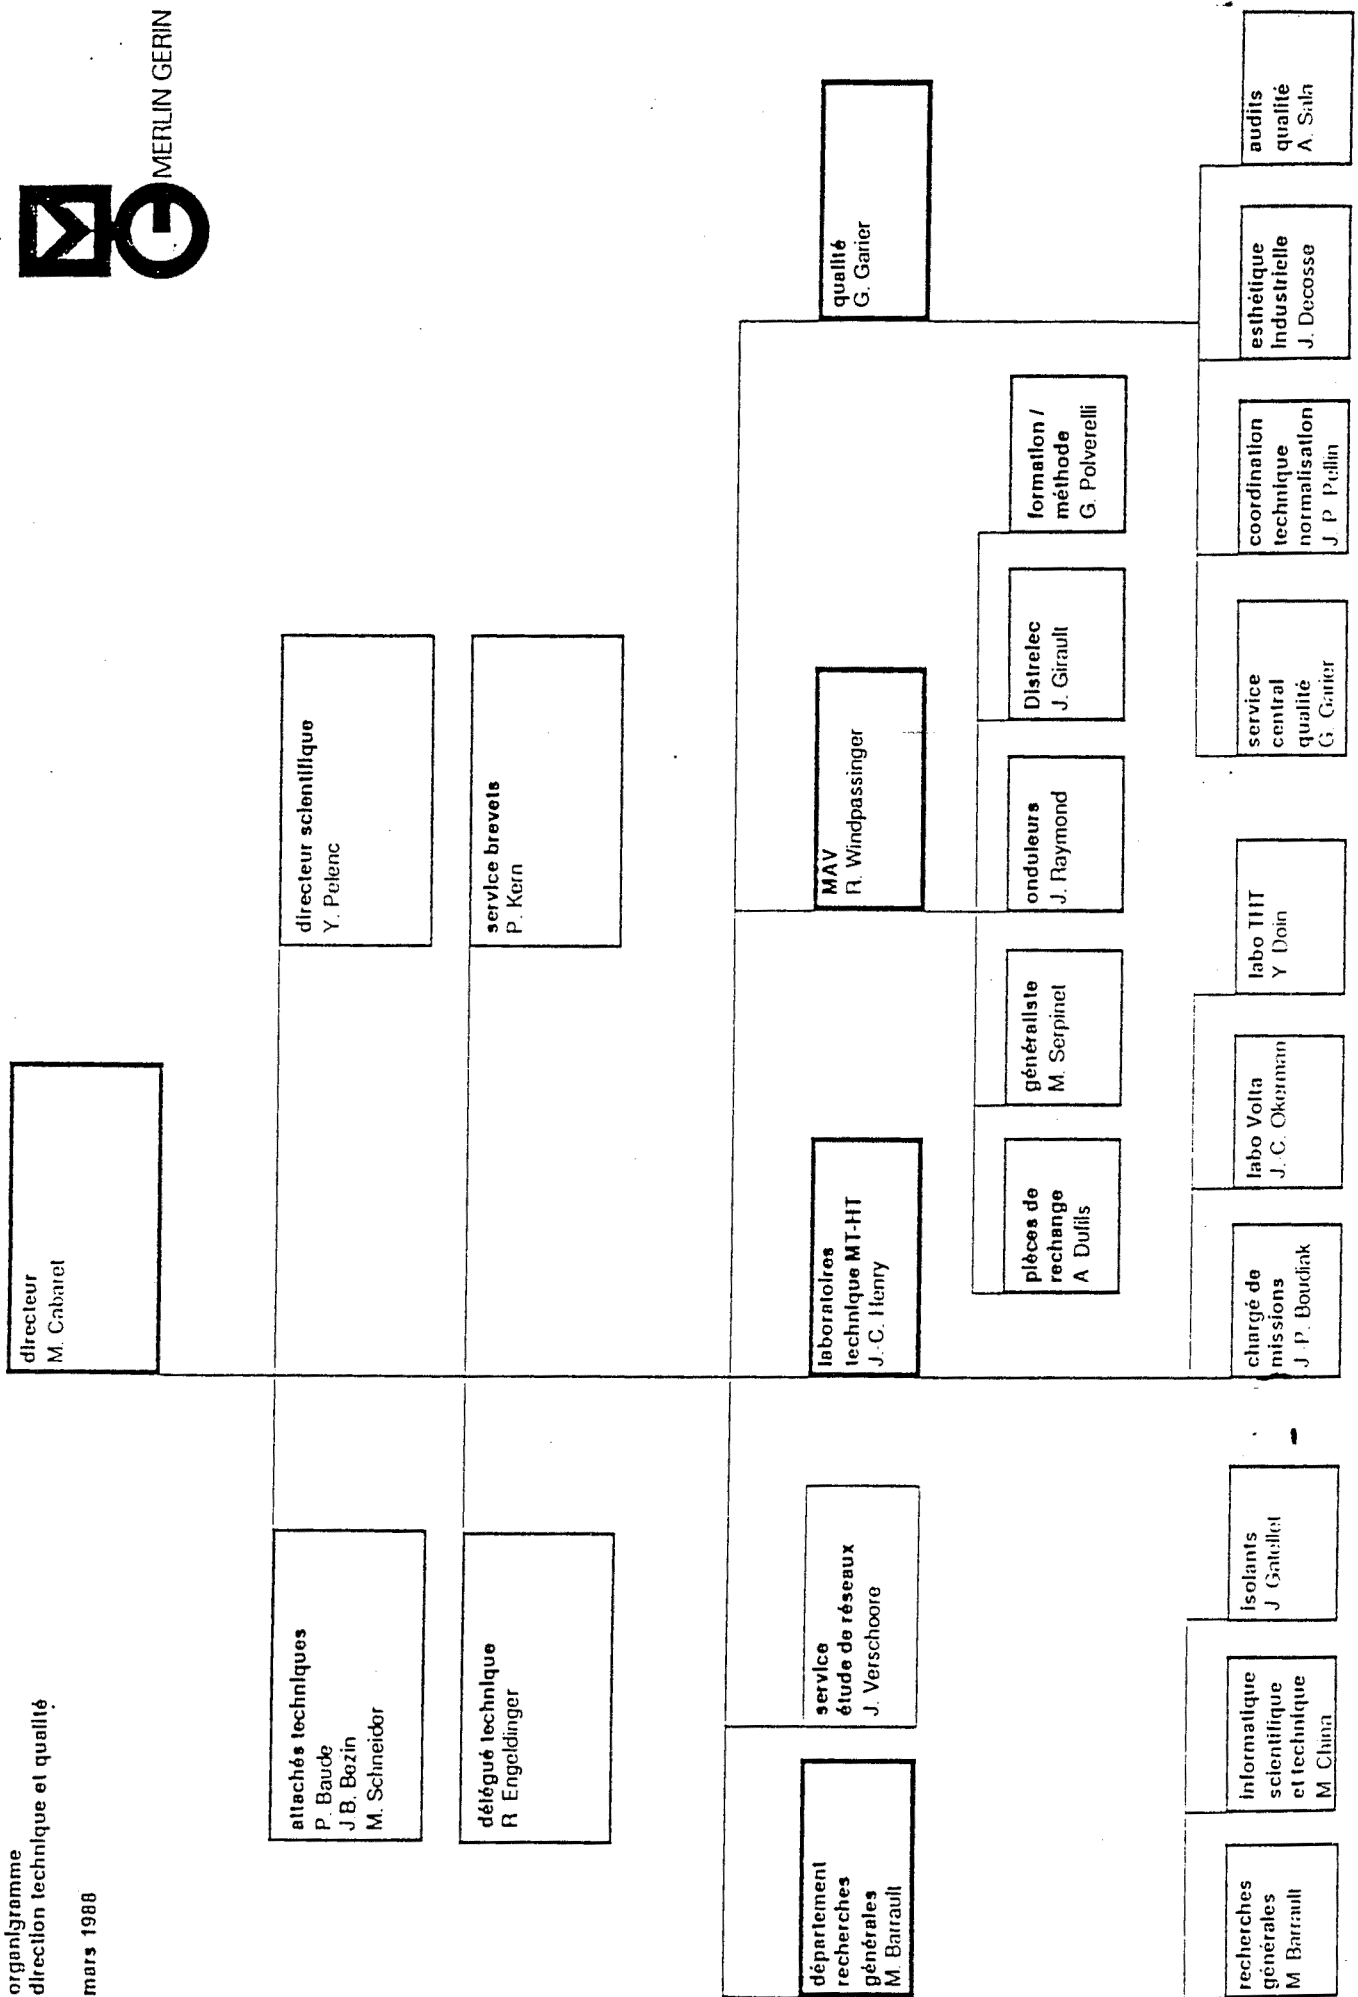 organigramme
direction technique et qualité
mars 1988
MERLIN GERIN
directeur
M. Cabaret
attachés techniques
P. Baude
J.B. Bezin
M. Schneider
directeur scientifique
Y. Pelenc
délégué technique
R Engeldinger
service brevets
P. Kern
département
recherches
générales
M. Barrault
service
étude de réseaux
J. Verschoore
laboratoires
technique MT-HT
J.-C. Henry
MAV
R. Windpassinger
qualité
G. Garier
pièces de
rechange
A Dufils
généraliste
M. Serpinet
onduleurs
J. Raymond
Distrelec
J. Girault
formation /
méthode
G. Polverelli
recherches
générales
M Barrault
informatique
scientifique
et technique
M China
isolants
J Gatellet
chargé de
missions
J.-P. Boudiak
labo Volta
J.-C. Okerman
labo THT
Y Doin
service
central
qualité
G. Garier
coordination
technique
normalisation
J. P. Pellin
esthétique
Industrielle
J. Decosse
audits
qualité
A. Sala